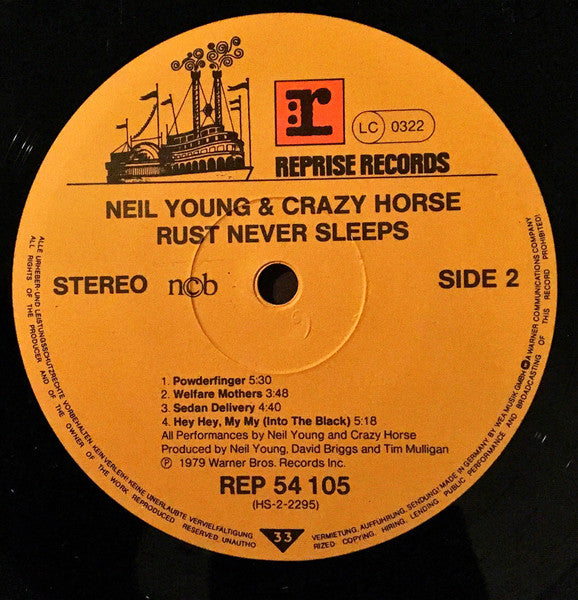 r
LC 0322
REPRISE RECORDS
NEIL YOUNG & CRAZY HORSE
RUST NEVER SLEEPS
STEREO ncb SIDE 2
1. Powderfinger 5:30
2. Welfare Mothers 3:48
3. Sedan Delivery 4:40
4. Hey Hey, My My (Into The Black) 5:18
All Performances by Neil Young and Crazy Horse
Produced by Neil Young, David Briggs and Tim Mulligan
Ⓟ 1979 Warner Bros. Records Inc.
REP 54 105
(HS-2-2295)
33
ALLE URHEBER- UND LEISTUNGSSCHUTZRECHTE VORBEHALTEN KEIN VERLEIH! KEINE UNERLAUBTE VERVIELFÄLTIGUNG
VERMIETUNG, AUFFÜHRUNG, SENDUNG! MADE IN GERMANY BY WEA MUSIK GMBH A WARNER COMMUNICATIONS COMPANY
ALL RIGHTS OF THE PRODUCER AND OF THE OWNER OF THE WORK REPRODUCED RESERVED UNAUTHO
RIZED COPYING, HIRING, LENDING PUBLIC PERFORMANCE AND BROADCASTING OF THIS RECORD PROHIBITED!